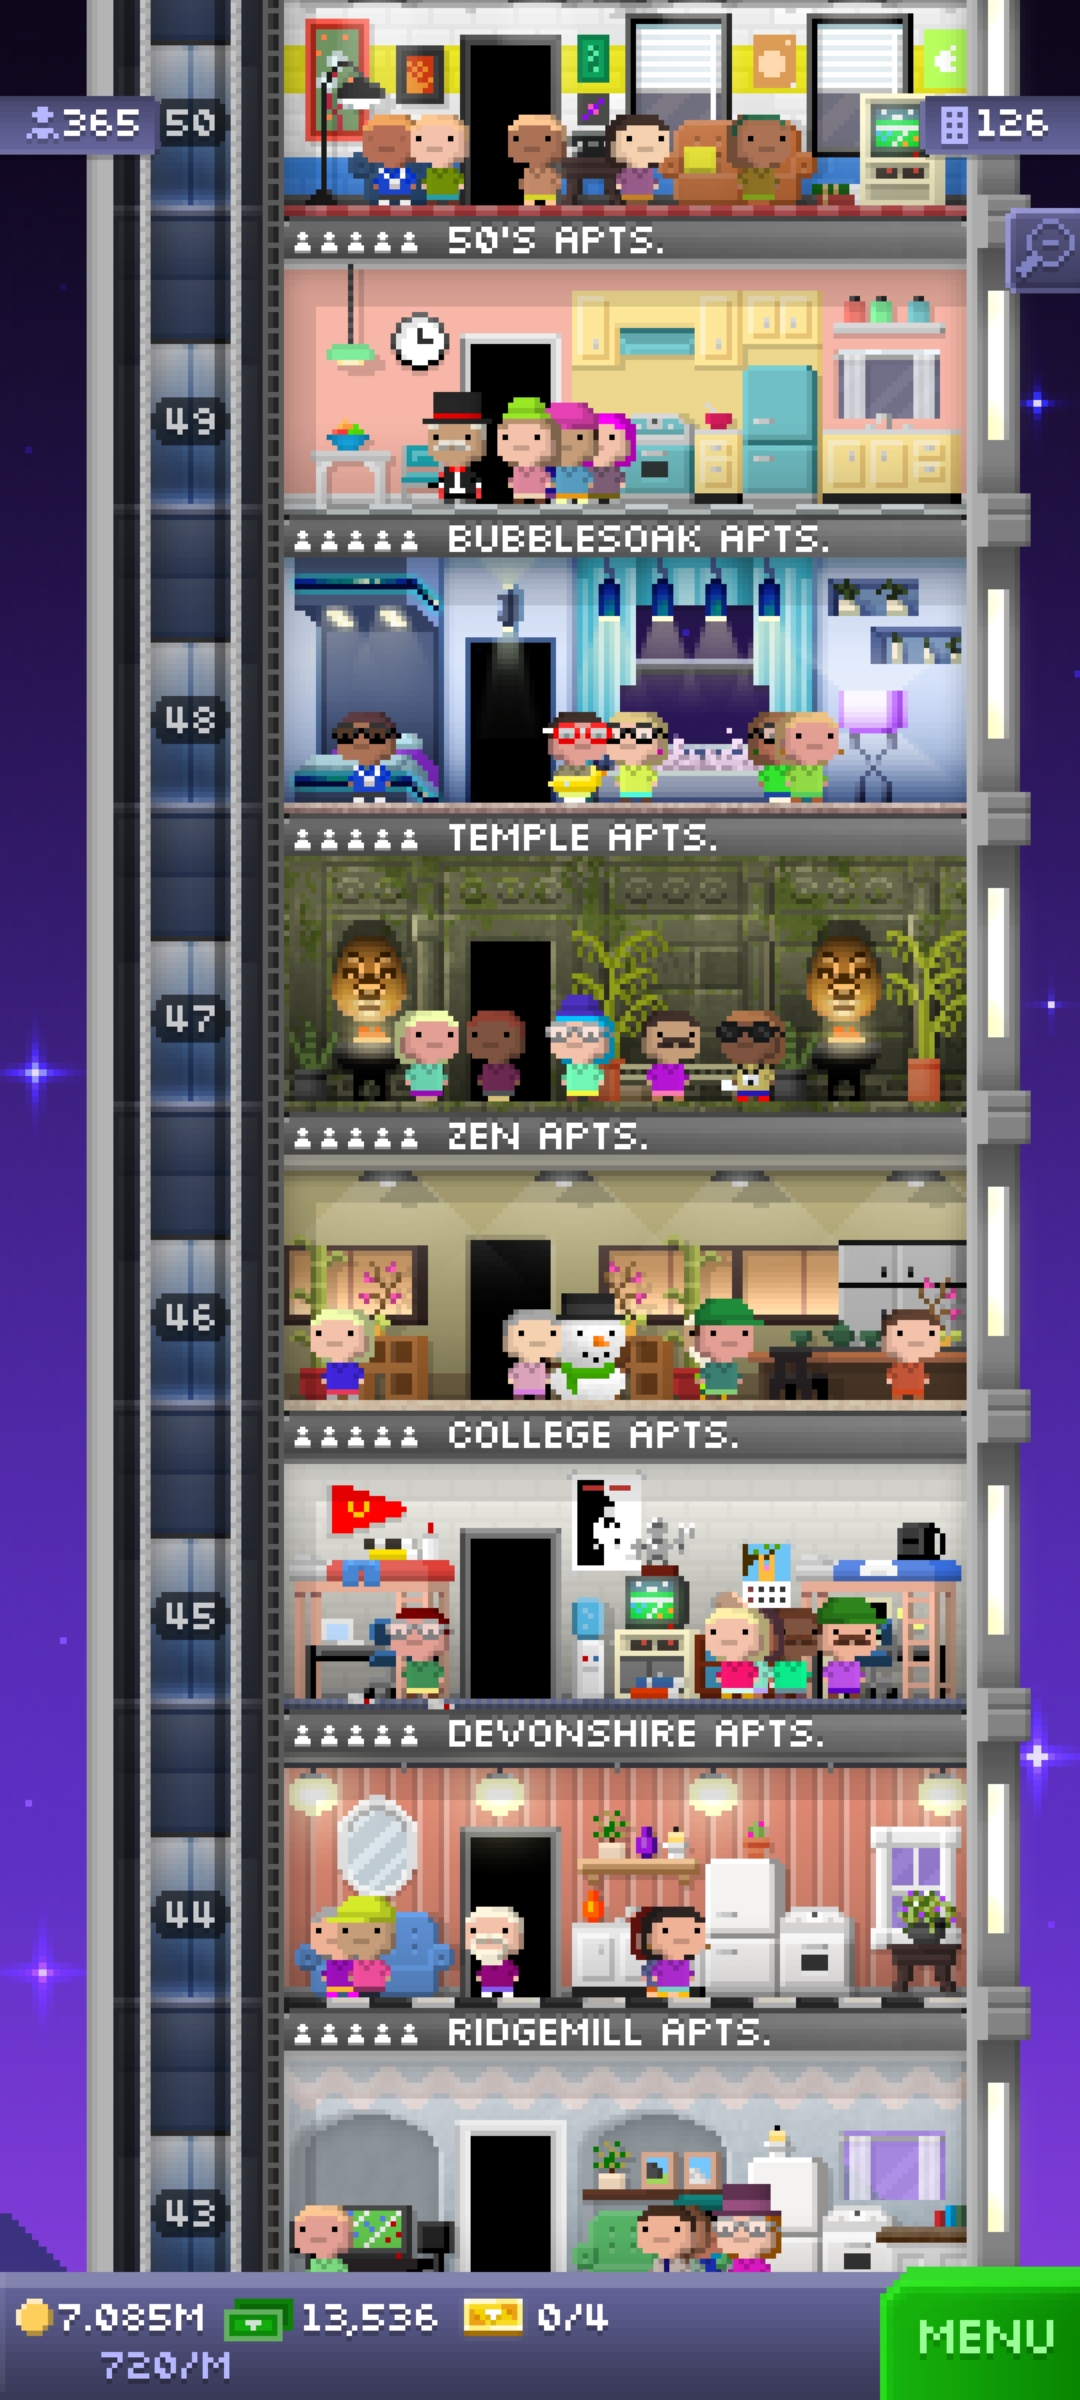 365
50
126
50'S APTS.
49
BUBBLESOAK APTS.
48
TEMPLE APTS.
47
ZEN APTS.
46
COLLEGE APTS.
45
DEVONSHIRE APTS.
44
RIDGEMILL APTS.
43
7.085M
13,536
0/4
MENU
720/M